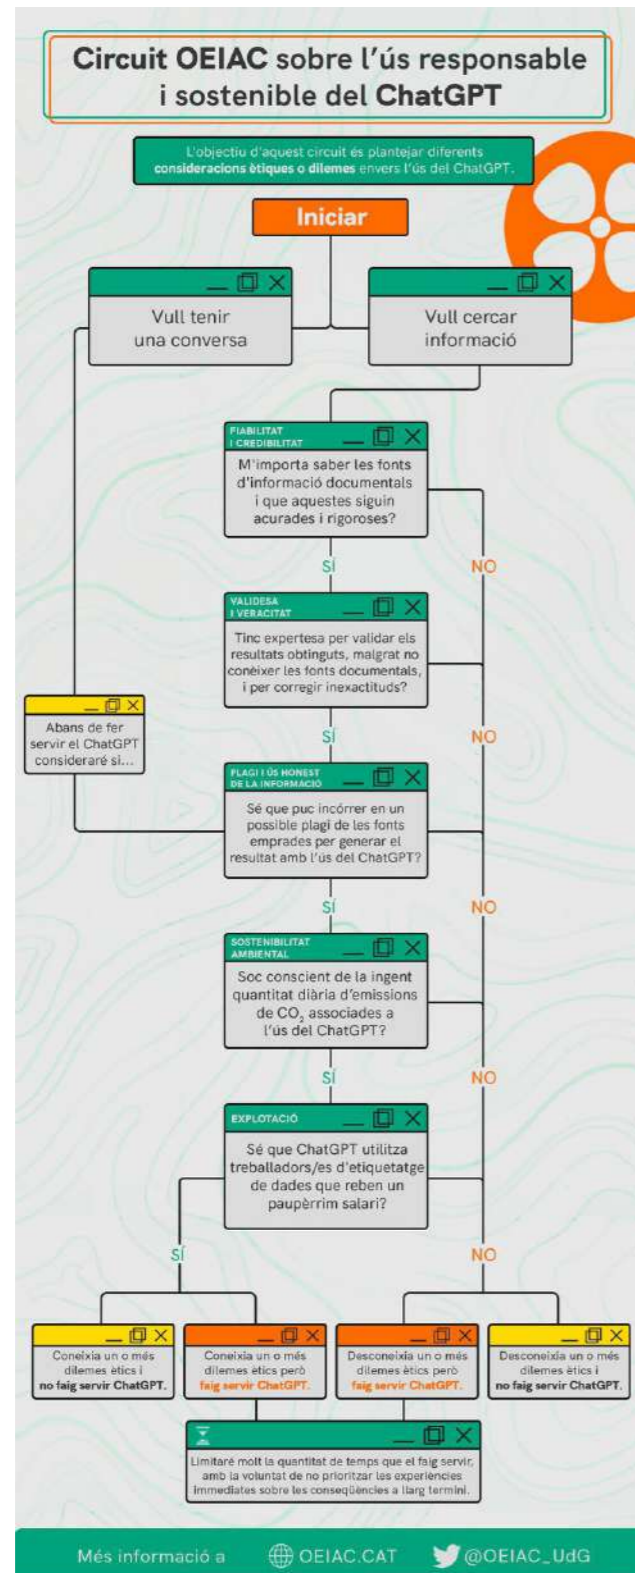 Circuit OEIAC sobre l'ús responsable
i sostenible del ChatGPT
L'objectiu d'aquest circuit és plantejar diferents
consideracions ètiques o dilemes envers l'ús del ChatGPT.
Iniciar
Vull tenir
una conversa
Vull cercar
informació
FIABILITAT
I CREDIBILITAT
M'importa saber les fonts
d'informació documentals
i que aquestes siguin
acurades i rigoroses?
SÍ
NO
VALIDESA
I VERACITAT
Tinc expertesa per validar els
resultats obtinguts, malgrat no
conèixer les fonts documentals,
i per corregir inexactituds?
Abans de fer
servir el ChatGPT
consideraré si...
SÍ
NO
PLAGI I ÚS HONEST
DE LA INFORMACIÓ
Sé que puc incórrer en un
possible plagi de les fonts
emprades per generar el
resultat amb l'ús del ChatGPT?
SÍ
NO
SOSTENIBILITAT
AMBIENTAL
Soc conscient de la ingent
quantitat diària d'emissions
de CO₂ associades a
l'ús del ChatGPT?
SÍ
NO
EXPLOTACIÓ
Sé que ChatGPT utilitza
treballadors/es d'etiquetatge
de dades que reben un
paupèrrim salari?
SÍ
NO
Coneixia un o més
dilemes ètics i
no faig servir ChatGPT.
Coneixia un o més
dilemes ètics però
faig servir ChatGPT.
Desconeixia un o més
dilemes ètics però
faig servir ChatGPT.
Desconeixia un o més
dilemes ètics i
no faig servir ChatGPT.
Limitaré molt la quantitat de temps que el faig servir,
amb la voluntat de no prioritzar les experiències
immediates sobre les conseqüències a llarg termini.
Més informació a
OEIAC.CAT
@OEIAC_UdG